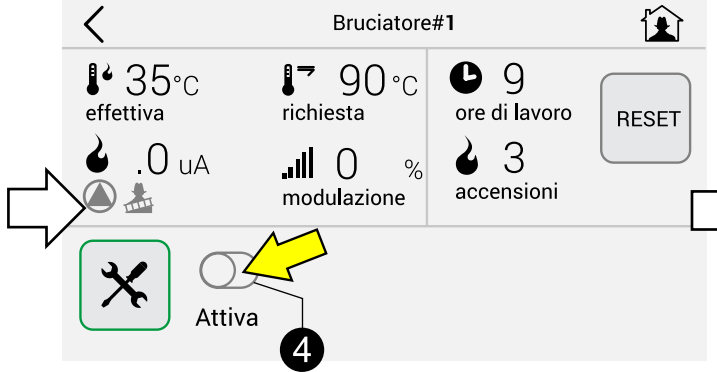 Bruciatore#1
35°C
effettiva
90°C
richiesta
9
ore di lavoro
RESET
.0 uA
0 %
modulazione
3
accensioni
Attiva
4